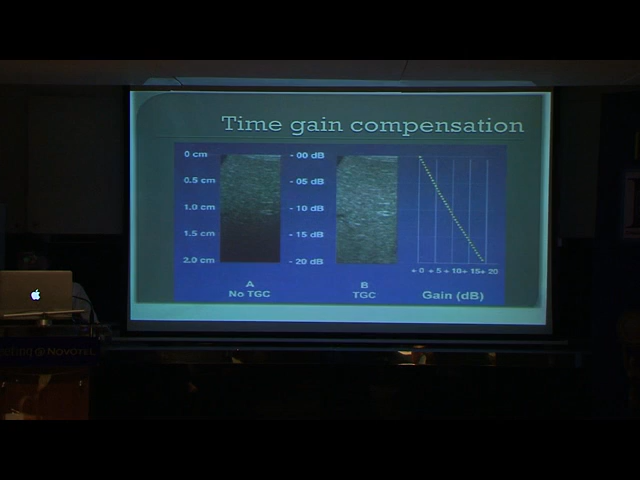 Time gain compensation
0 cm
0.5 cm
1.0 cm
1.5 cm
2.0 cm
- 00 dB
- 05 dB
- 10 dB
- 15 dB
- 20 dB
A
No TGC
B
TGC
+ 0 + 5 + 10 + 15 + 20
Gain (dB)
@ NOVOTEL